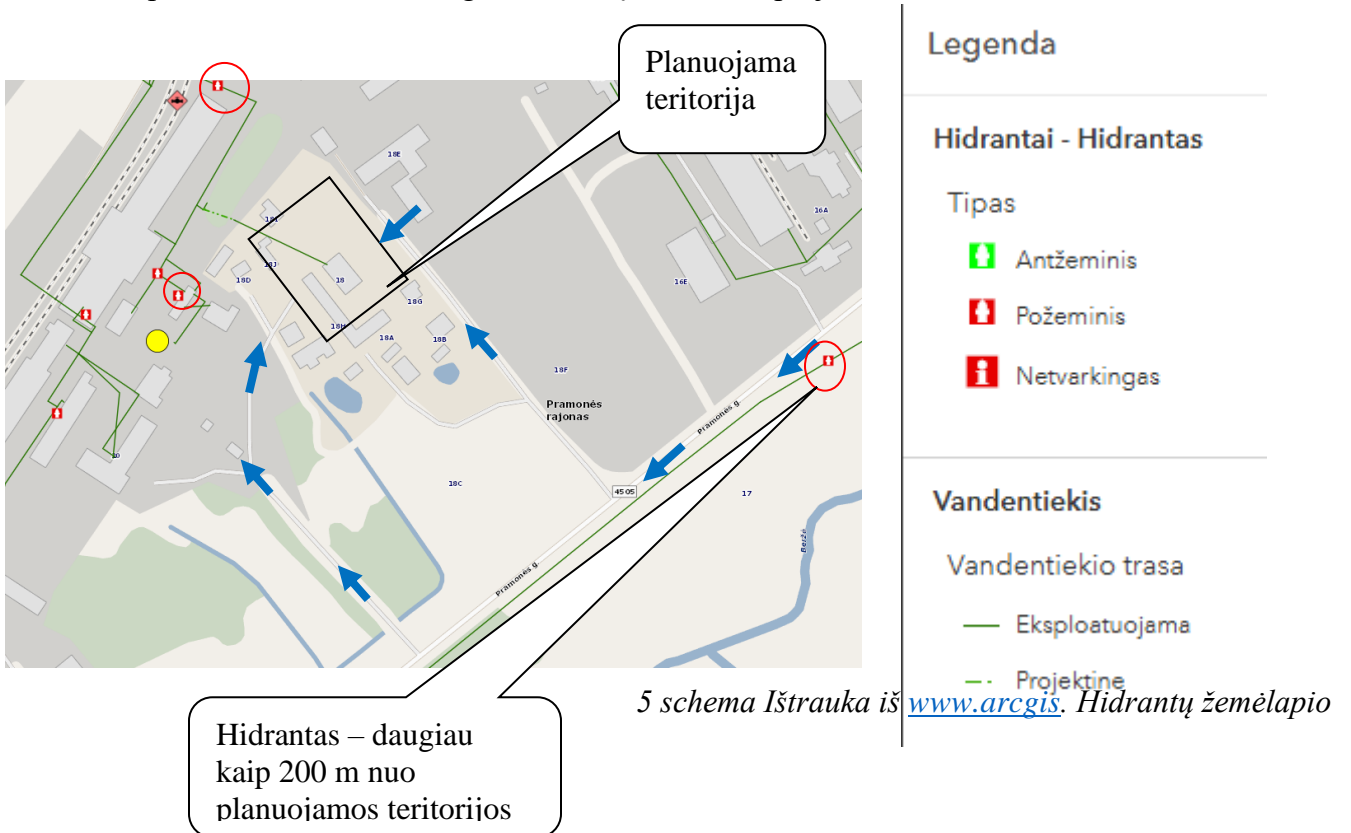 Planuojama
teritorija
Legenda
Hidrantai - Hidrantas
Tipas
Antžeminis
Požeminis
Netvarkingas
Vandentiekis
Vandentiekio trasa
Eksploatuojama
Projektinė
18E
18I
18J
18D
18
18G
18H
18A
18B
16A
16E
18F
Pramonės
rajonas
Pramonės g.
4505
18C
17
Beržė
Pramonės g.
5 schema Ištrauka iš www.arcgis. Hidrantų žemėlapio
Hidrantas – daugiau
kaip 200 m nuo
planuojamos teritorijos